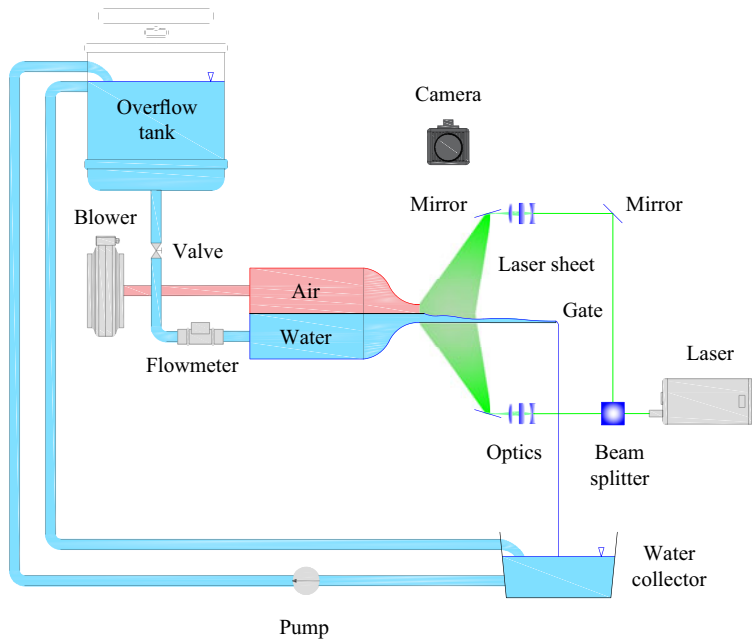 Overflow
tank
Camera
Blower
Mirror
Mirror
Valve
Laser sheet
Air
Gate
Water
Flowmeter
Laser
Optics
Beam
splitter
Water
collector
Pump